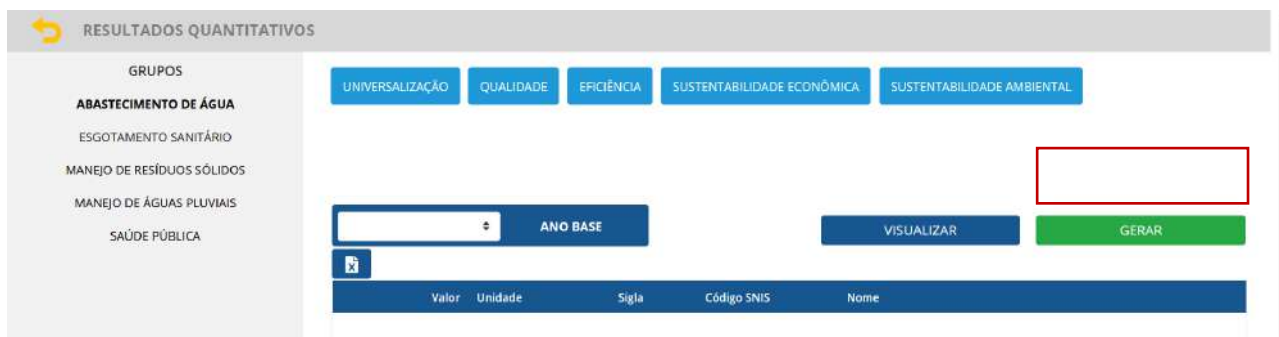 RESULTADOS QUANTITATIVOS
GRUPOS
ABASTECIMENTO DE ÁGUA
ESGOTAMENTO SANITÁRIO
MANEJO DE RESÍDUOS SÓLIDOS
MANEJO DE ÁGUAS PLUVIAIS
SAÚDE PÚBLICA
UNIVERSALIZAÇÃO QUALIDADE EFICIÊNCIA SUSTENTABILIDADE ECONÔMICA SUSTENTABILIDADE AMBIENTAL
ANO BASE VISUALIZAR GERAR
Valor Unidade Sigla Código SNIS Nome